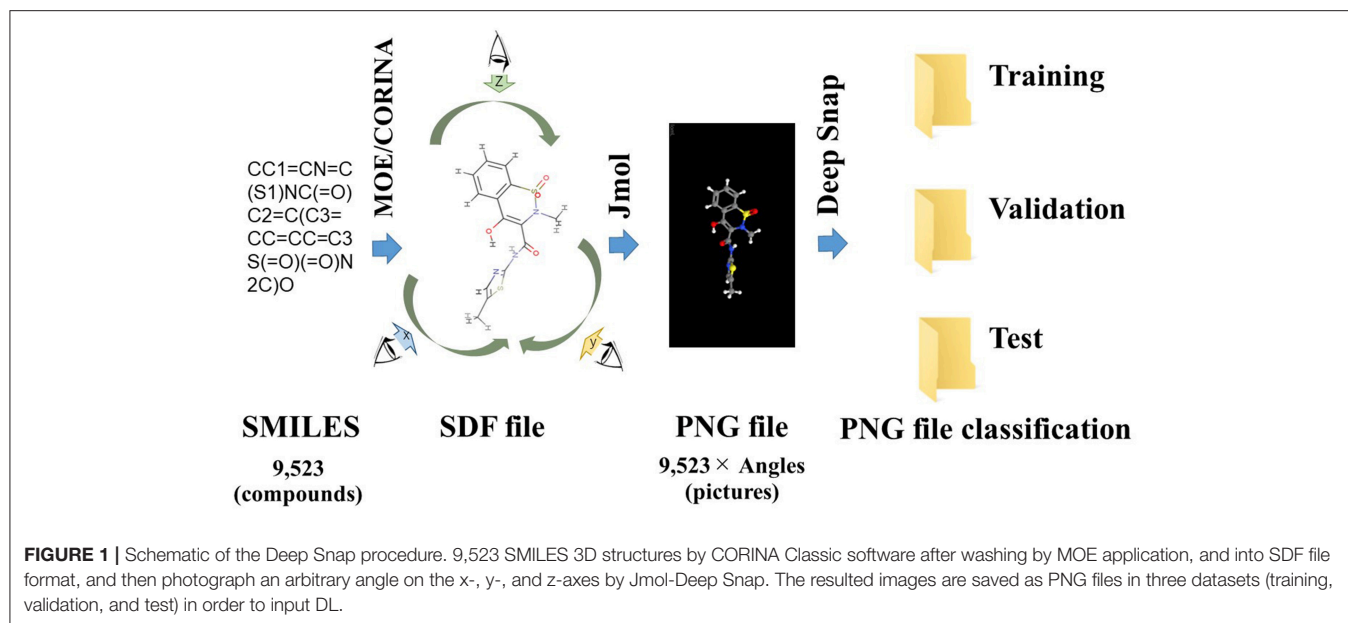 CC1=CN=C
(S1)NC(=O)
C2=C(C3=
CC=CC=C3
S(=O)(=O)N
2C)O
MOE/CORINA
Z
x
y
Jmol
Deep Snap
Training
Validation
Test
SMILES
9,523
(compounds)
SDF file
PNG file
9,523 × Angles
(pictures)
PNG file classification
FIGURE 1 | Schematic of the Deep Snap procedure. 9,523 SMILES 3D structures by CORINA Classic software after washing by MOE application, and into SDF file
format, and then photograph an arbitrary angle on the x-, y-, and z-axes by Jmol-Deep Snap. The resulted images are saved as PNG files in three datasets (training,
validation, and test) in order to input DL.